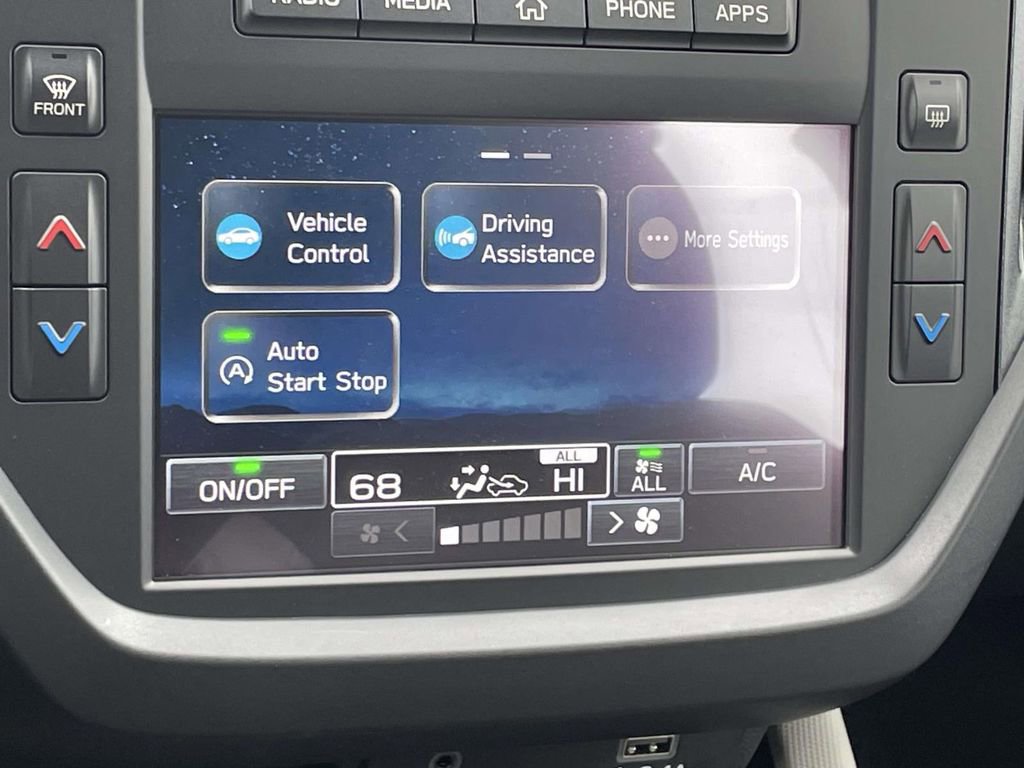 RADIO
MEDIA
PHONE
APPS
FRONT
Vehicle
Control
Driving
Assistance
More Settings
Auto
Start Stop
A
ON/OFF
68
ALL
HI
ALL
A/C